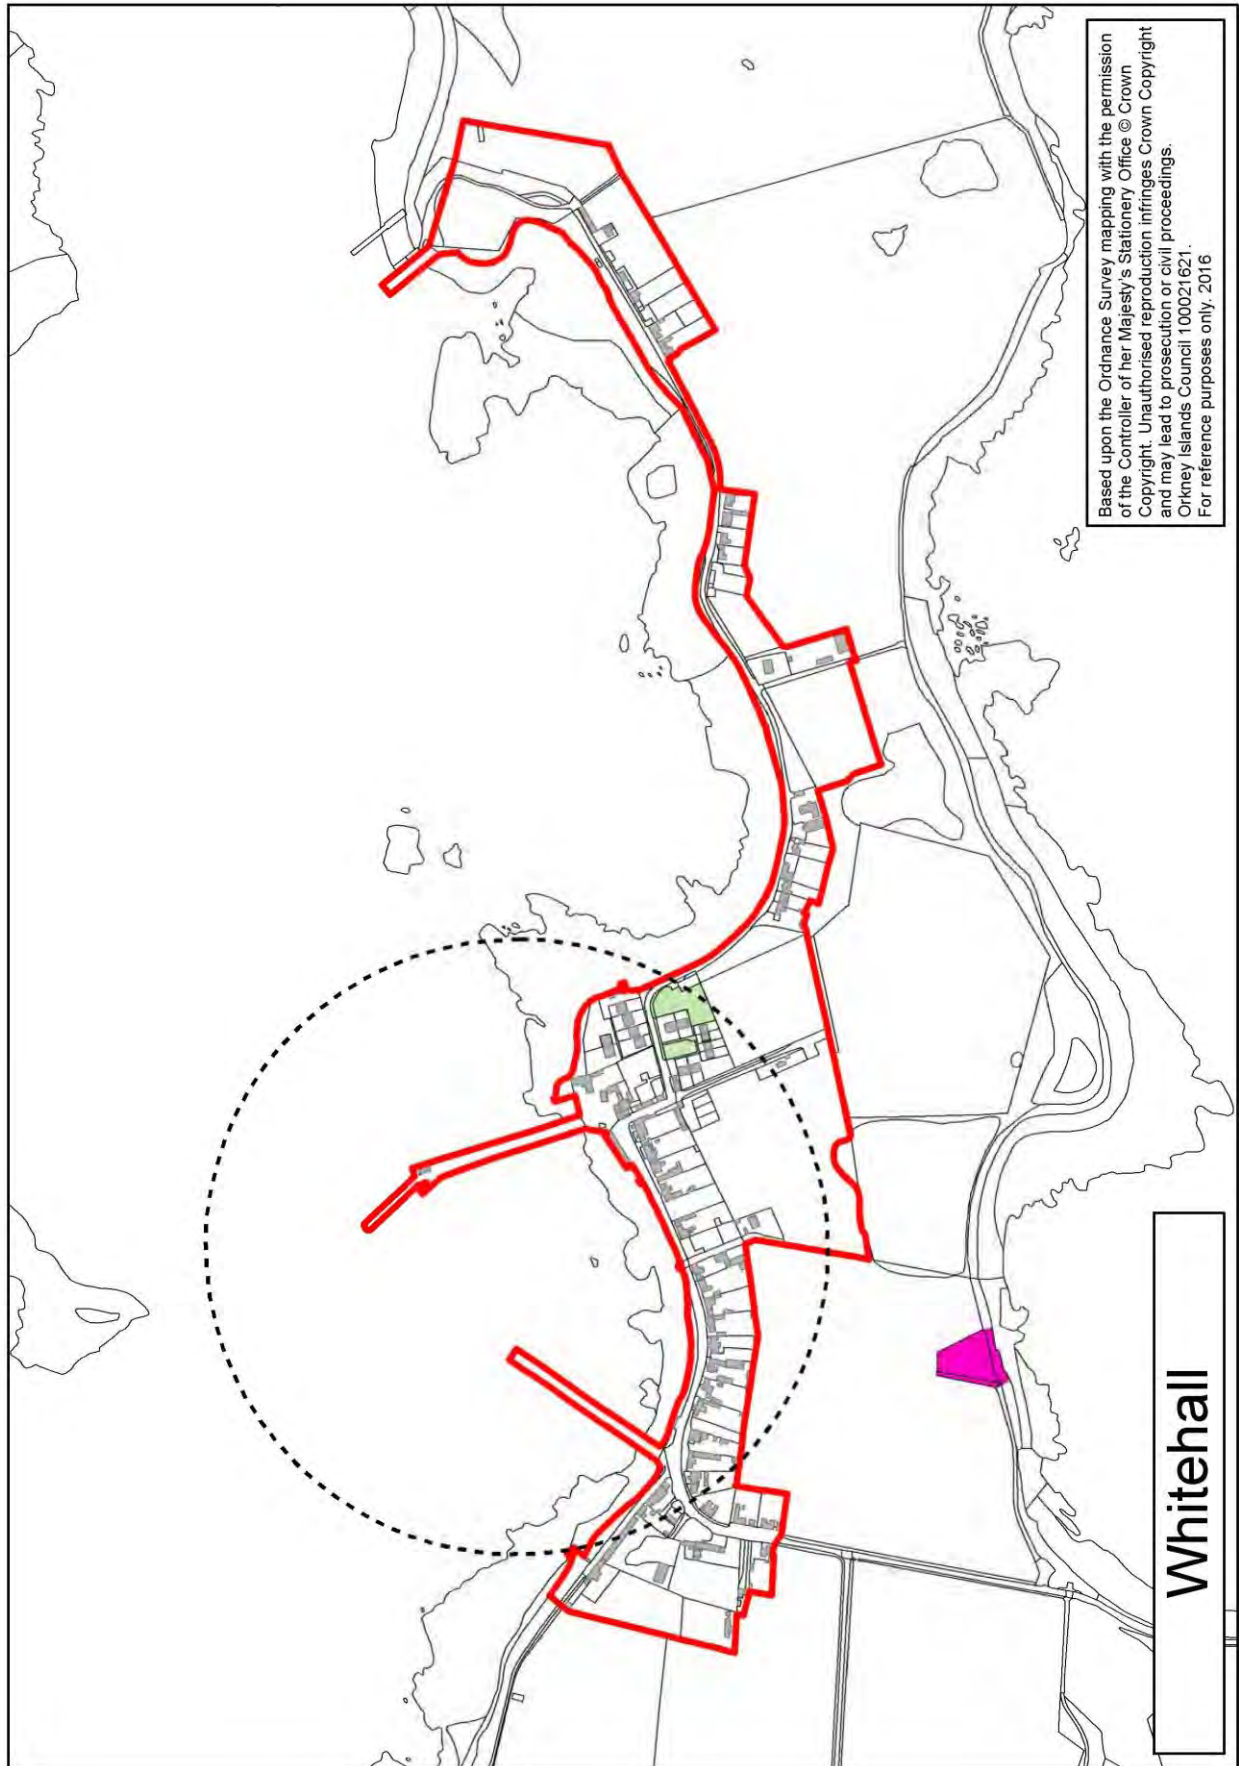 Based upon the Ordnance Survey mapping with the permission
of the Controller of her Majesty's Stationery Office © Crown
Copyright. Unauthorised reproduction infringes Crown Copyright
and may lead to prosecution or civil proceedings.
Orkney Islands Council 100021621.
For reference purposes only. 2016
Whitehall